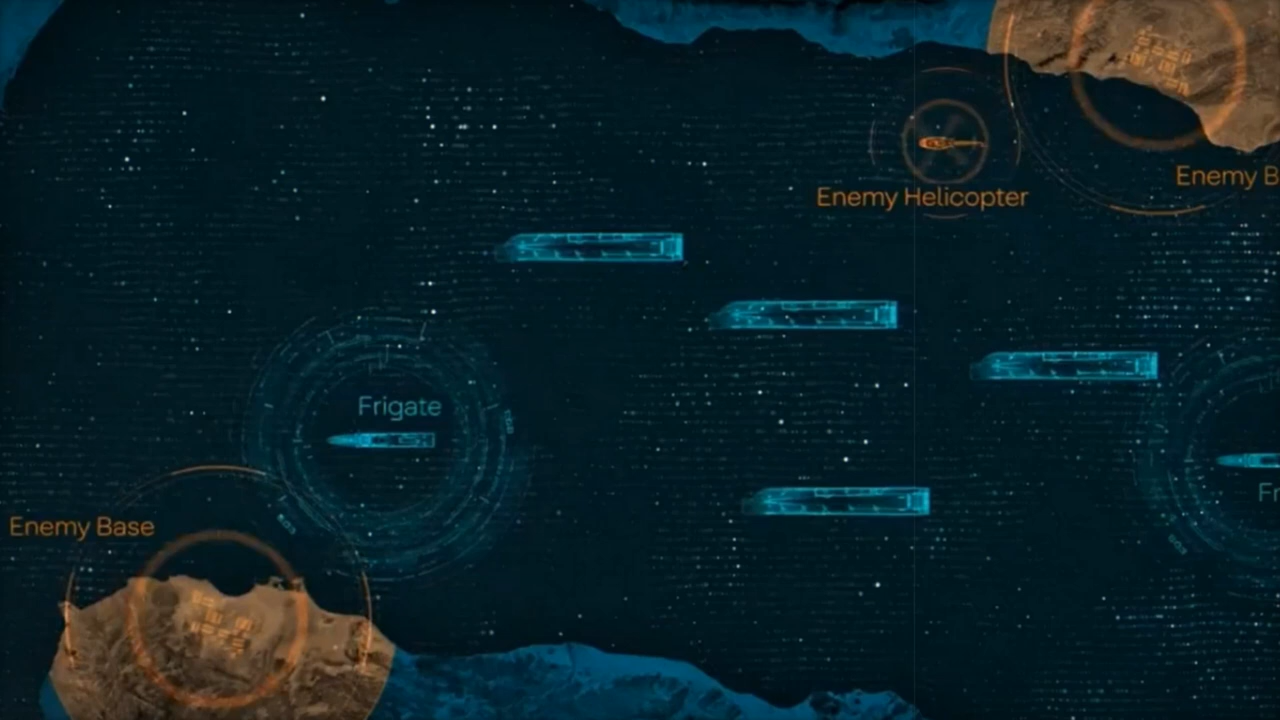 Enemy Helicopter
Enemy B
Frigate
Fr
Enemy Base